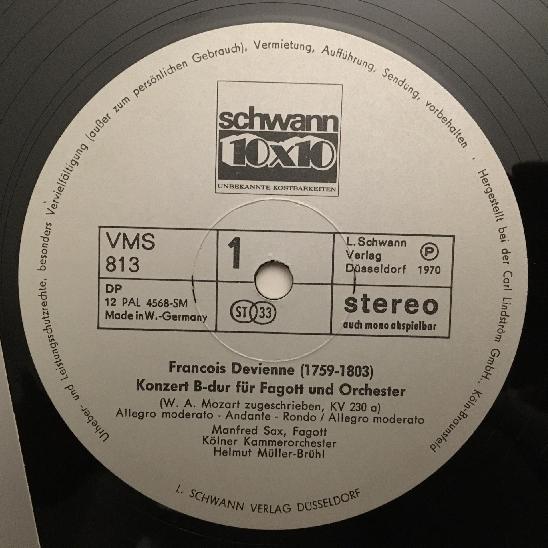 Urheber- und Leistungsschutzrechte, besonders Vervielfältigung (außer zum persönlichen Gebrauch), Vermietung, Aufführung, Sendung, vorbehalten · Hergestellt bei der Carl Lindström GmbH., Köln-Braunsfeld
schwann
10x10
UNBEKANNTE KOSTBARKEITEN
VMS
813
1
L. Schwann
Verlag
Düsseldorf 1970
Ⓟ
DP
12 PAL 4568-SM
Made in W.-Germany
ST 33
stereo
auch mono abspielbar
Francois Devienne (1759-1803)
Konzert B-dur für Fagott und Orchester
(W. A. Mozart zugeschrieben, KV 230 a)
Allegro moderato - Andante - Rondo / Allegro moderato
Manfred Sax, Fagott
Kölner Kammerorchester
Helmut Müller-Brühl
L. SCHWANN VERLAG DÜSSELDORF